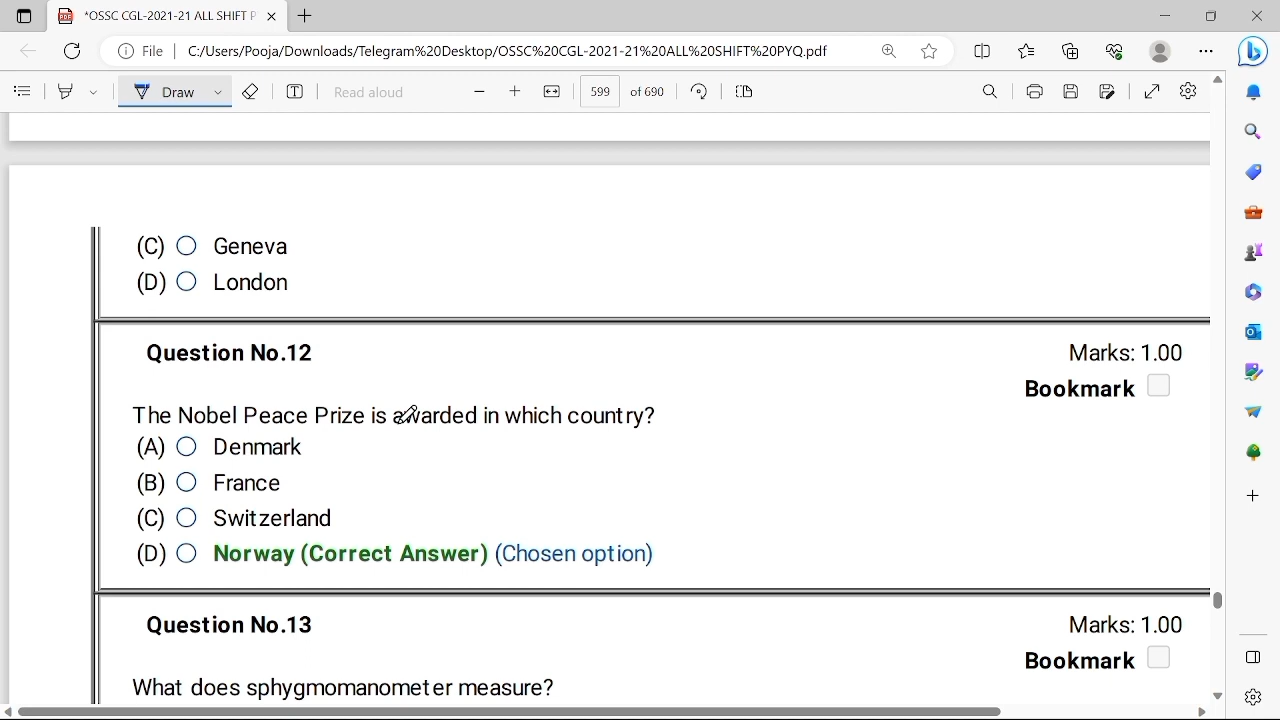 *OSSC CGL-2021-21 ALL SHIFT P
File C:/Users/Pooja/Downloads/Telegram%20Desktop/OSSC%20CGL-2021-21%20ALL%20SHIFT%20PYQ.pdf
Draw Read aloud 599 of 690
(C) Geneva
(D) London
Question No.12 Marks: 1.00
Bookmark
The Nobel Peace Prize is awarded in which country?
(A) Denmark
(B) France
(C) Switzerland
(D) Norway (Correct Answer) (Chosen option)
Question No.13 Marks: 1.00
Bookmark
What does sphygmomanometer measure?